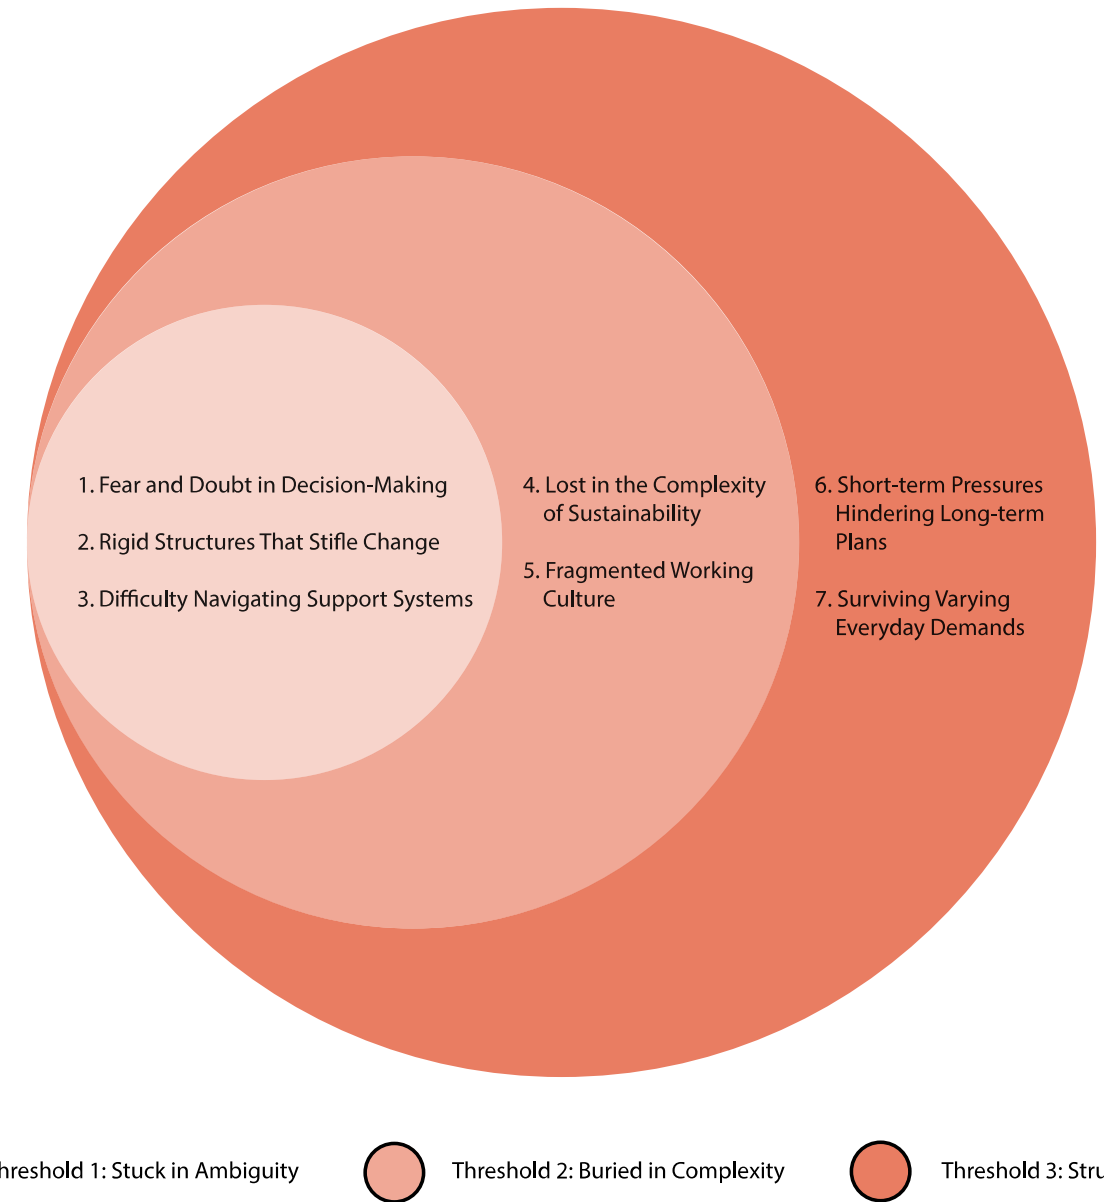 1. Fear and Doubt in Decision-Making
2. Rigid Structures That Stifle Change
3. Difficulty Navigating Support Systems
4. Lost in the Complexity
of Sustainability
5. Fragmented Working
Culture
6. Short-term Pressures
Hindering Long-term
Plans
7. Surviving Varying
Everyday Demands
hreshold 1: Stuck in Ambiguity
Threshold 2: Buried in Complexity
Threshold 3: Stru